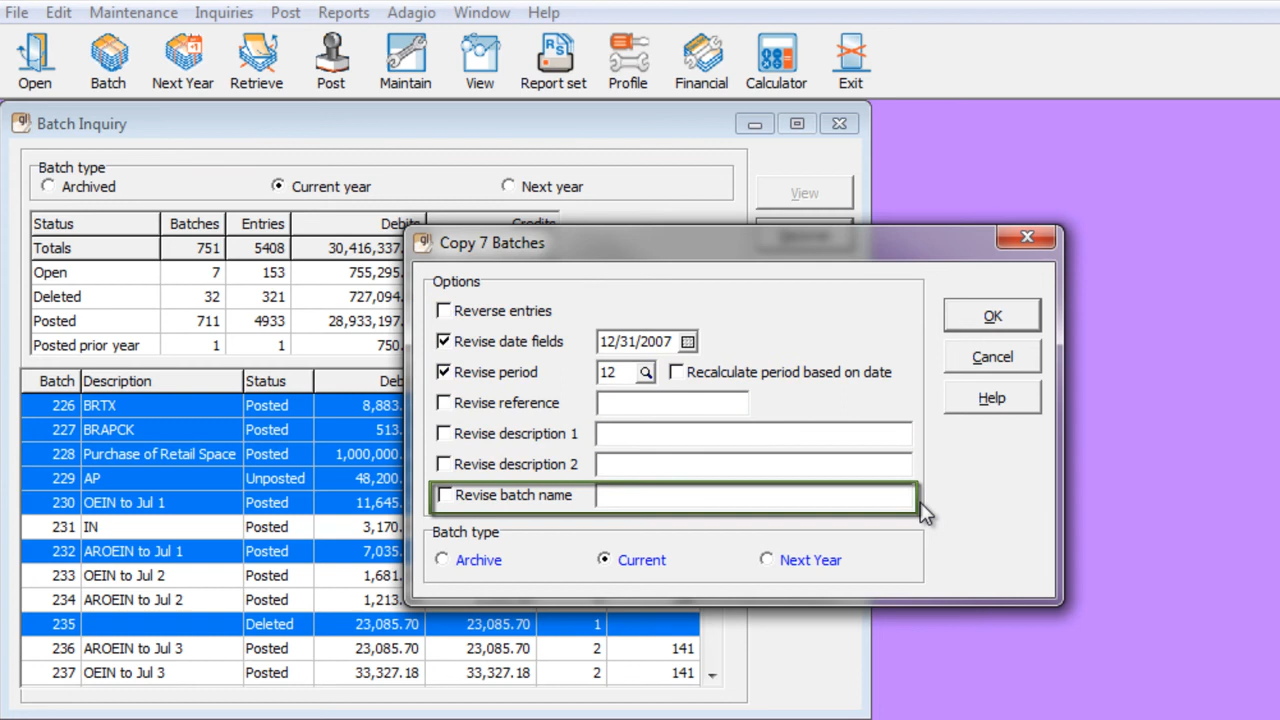 File Edit Maintenance Inquiries Post Reports Adagio Window Help
Open Batch Next Year Retrieve Post Maintain View Report set Profile Financial Calculator Exit
Batch Inquiry
Batch type
Archived Current year Next year
View
Status Batches Entries Debits Credits
Totals 751 5408 30,416,337.
Open 7 153 755,295.
Deleted 32 321 727,094.
Posted 711 4933 28,933,197.
Posted prior year 1 1 750.
Batch Description Status Deb
226 BRTX Posted 8,883.
227 BRAPCK Posted 513.
228 Purchase of Retail Space Posted 1,000,000.
229 AP Unposted 48,200.
230 OEIN to Jul 1 Posted 11,645.
231 IN Posted 3,170.
232 AROEIN to Jul 1 Posted 7,035.
233 OEIN to Jul 2 Posted 1,681.
234 AROEIN to Jul 2 Posted 1,213.
235 Deleted 23,085.70 23,085.70 1
236 AROEIN to Jul 3 Posted 23,085.70 23,085.70 2 141
237 OEIN to Jul 3 Posted 33,327.18 33,327.18 2 141
Copy 7 Batches
Options
Reverse entries
Revise date fields 12/31/2007
Revise period 12 Recalculate period based on date
Revise reference
Revise description 1
Revise description 2
Revise batch name
Batch type
Archive Current Next Year
OK
Cancel
Help